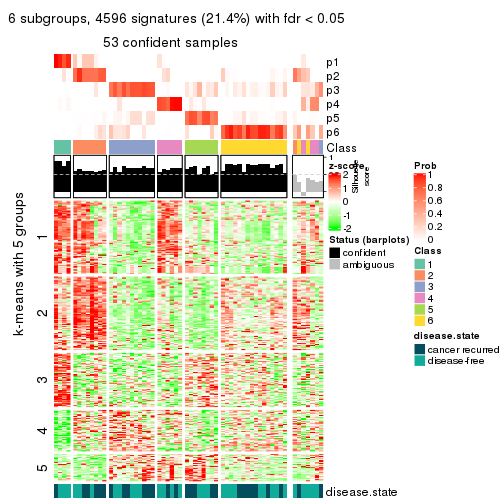 6 subgroups, 4596 signatures (21.4%) with fdr < 0.05
53 confident samples
p1
p2
p3
p4
p5
p6
Class
1
Silhouette
score
z-score
2
1
0
-1
-2
Status (barplots)
confident
ambiguous
Prob
1
0.8
0.6
0.4
0.2
0
Class
1
2
3
4
5
6
disease.state
cancer recurred
disease-free
k-means with 5 groups
1
2
3
4
5
disease.state